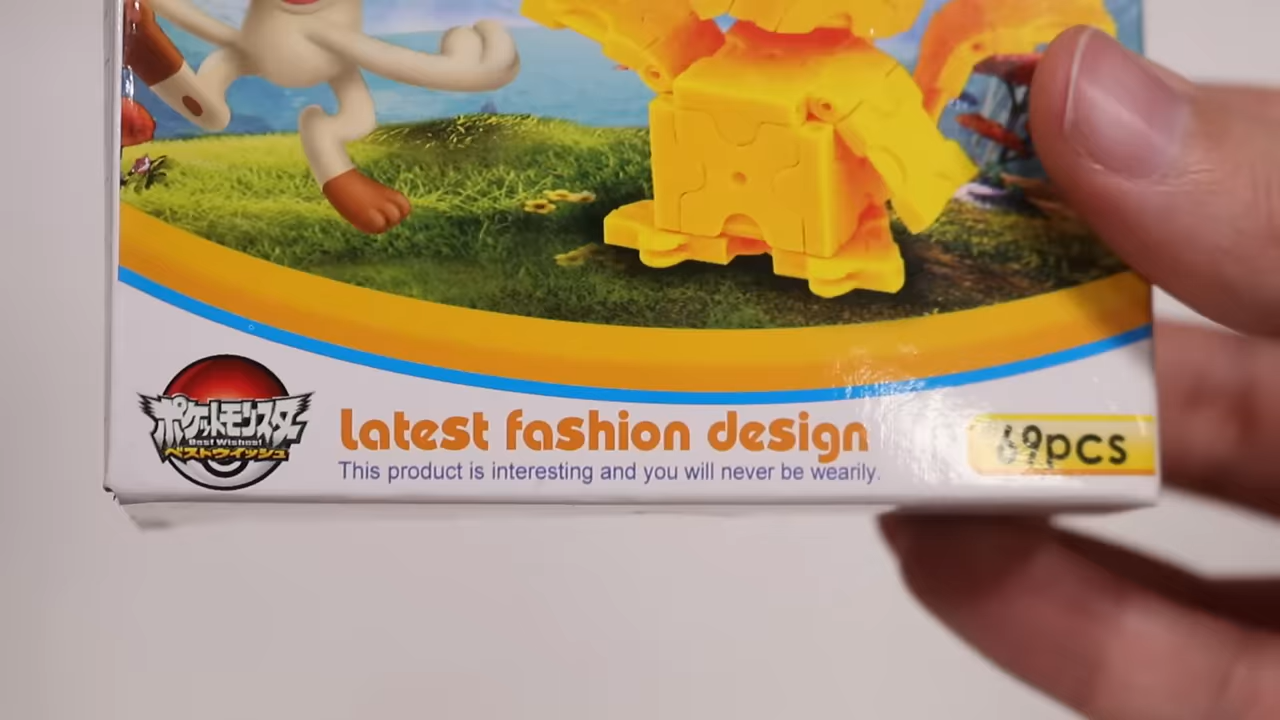 ポケットモンスター
Best Wishes!
ベストウイッシュ
Latest fashion design
This product is interesting and you will never be wearily.
69pcs